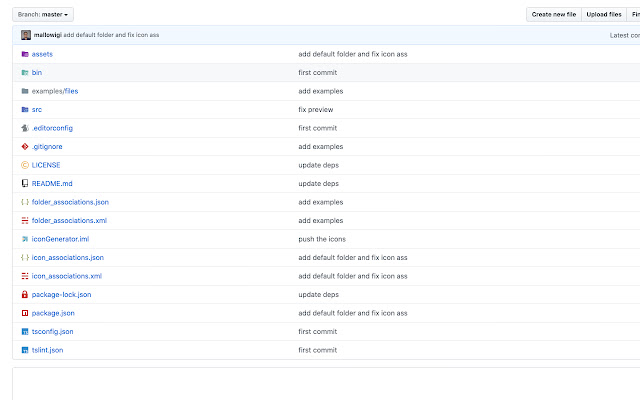 Branch: master
Create new file Upload files
mallowigi add default folder and fix icon ass Latest
assets add default folder and fix icon ass
bin first commit
examples/files add examples
src fix preview
.editorconfig first commit
.gitignore add examples
LICENSE update deps
README.md update deps
folder_associations.json add examples
folder_associations.xml add examples
iconGenerator.iml push the icons
icon_associations.json add default folder and fix icon ass
icon_associations.xml add default folder and fix icon ass
package-lock.json update deps
package.json add default folder and fix icon ass
tsconfig.json first commit
tslint.json first commit